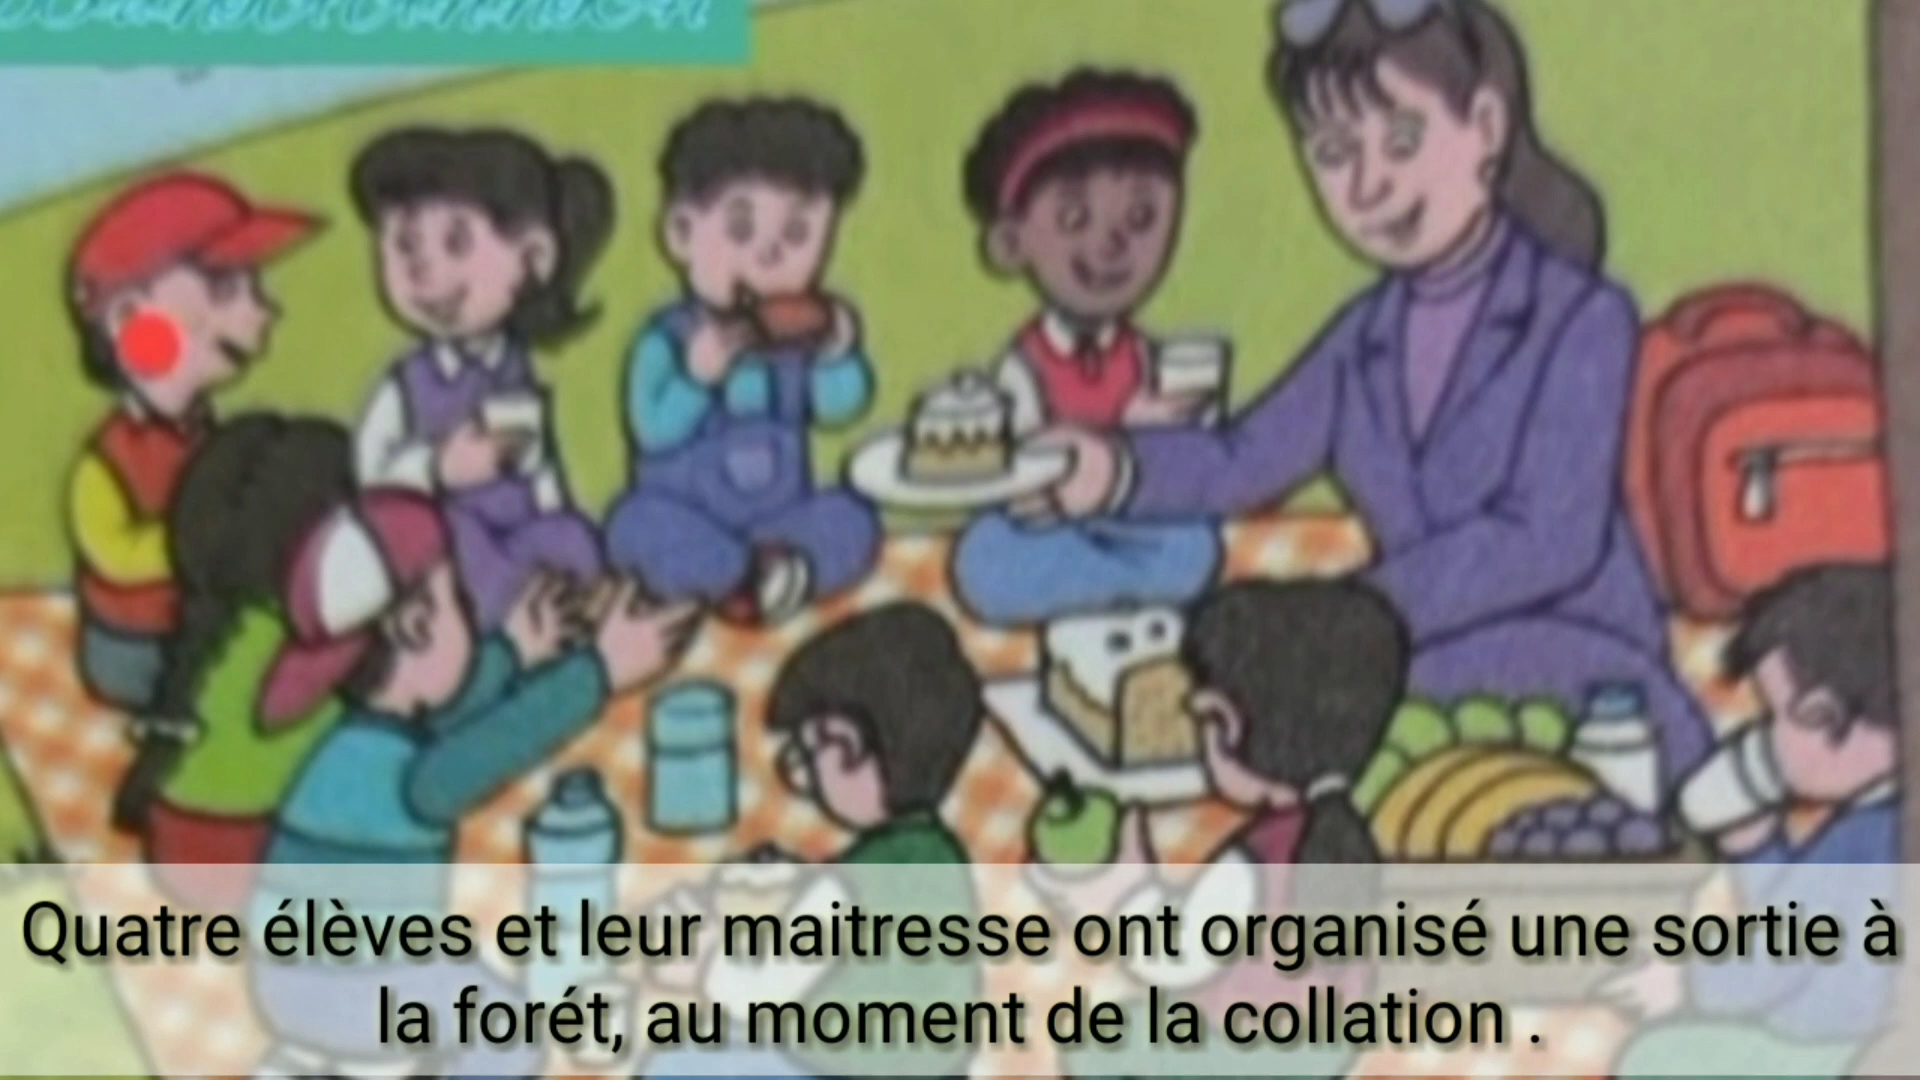 Quatre élèves et leur maitresse ont organisé une sortie à
la forét, au moment de la collation .